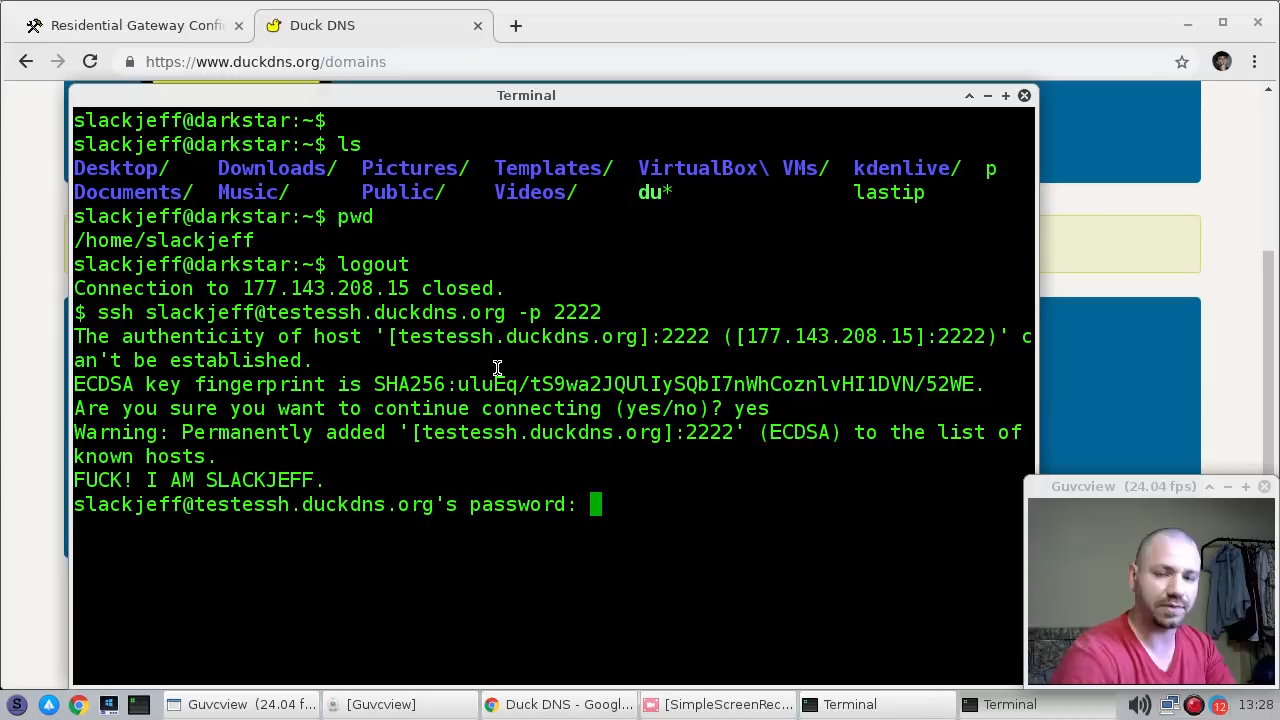 Residential Gateway Confi
Duck DNS
https://www.duckdns.org/domains
Terminal
slackjeff@darkstar:~$
slackjeff@darkstar:~$ ls
Desktop/ Downloads/ Pictures/ Templates/ VirtualBox\ VMs/ kdenlive/ p
Documents/ Music/ Public/ Videos/ du* lastip
slackjeff@darkstar:~$ pwd
/home/slackjeff
slackjeff@darkstar:~$ logout
Connection to 177.143.208.15 closed.
$ ssh slackjeff@testessh.duckdns.org -p 2222
The authenticity of host '[testessh.duckdns.org]:2222 ([177.143.208.15]:2222)' c
an't be established.
ECDSA key fingerprint is SHA256:uluEq/tS9wa2JQUlIySQbI7nWhCoznlvHI1DVN/52WE.
Are you sure you want to continue connecting (yes/no)? yes
Warning: Permanently added '[testessh.duckdns.org]:2222' (ECDSA) to the list of
known hosts.
FUCK! I AM SLACKJEFF.
slackjeff@testessh.duckdns.org's password:
Guvcview (24.04 fps)
Guvcview (24.04 f...
[Guvcview]
Duck DNS - Googl...
[SimpleScreenRec...
Terminal
Terminal
12
13:28